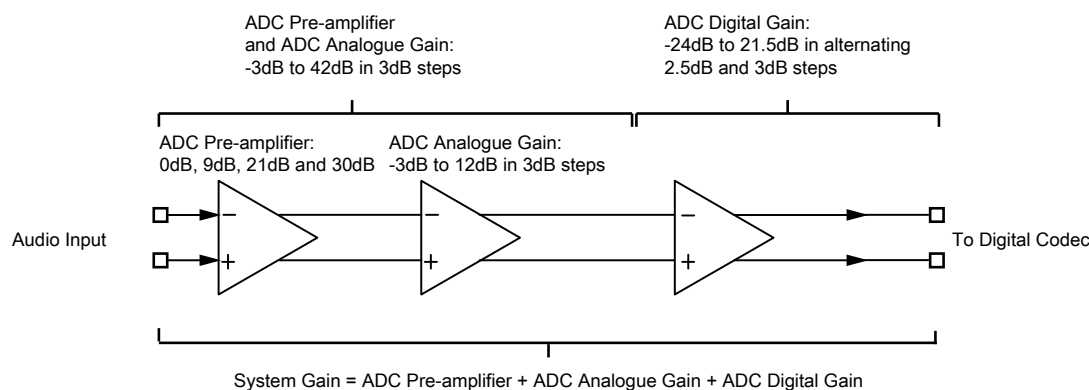 ADC Pre-amplifier
and ADC Analogue Gain:
-3dB to 42dB in 3dB steps
ADC Digital Gain:
-24dB to 21.5dB in alternating
2.5dB and 3dB steps
ADC Pre-amplifier:
0dB, 9dB, 21dB and 30dB
ADC Analogue Gain:
-3dB to 12dB in 3dB steps
Audio Input
- - -
+ + +
To Digital Codec
System Gain = ADC Pre-amplifier + ADC Analogue Gain + ADC Digital Gain